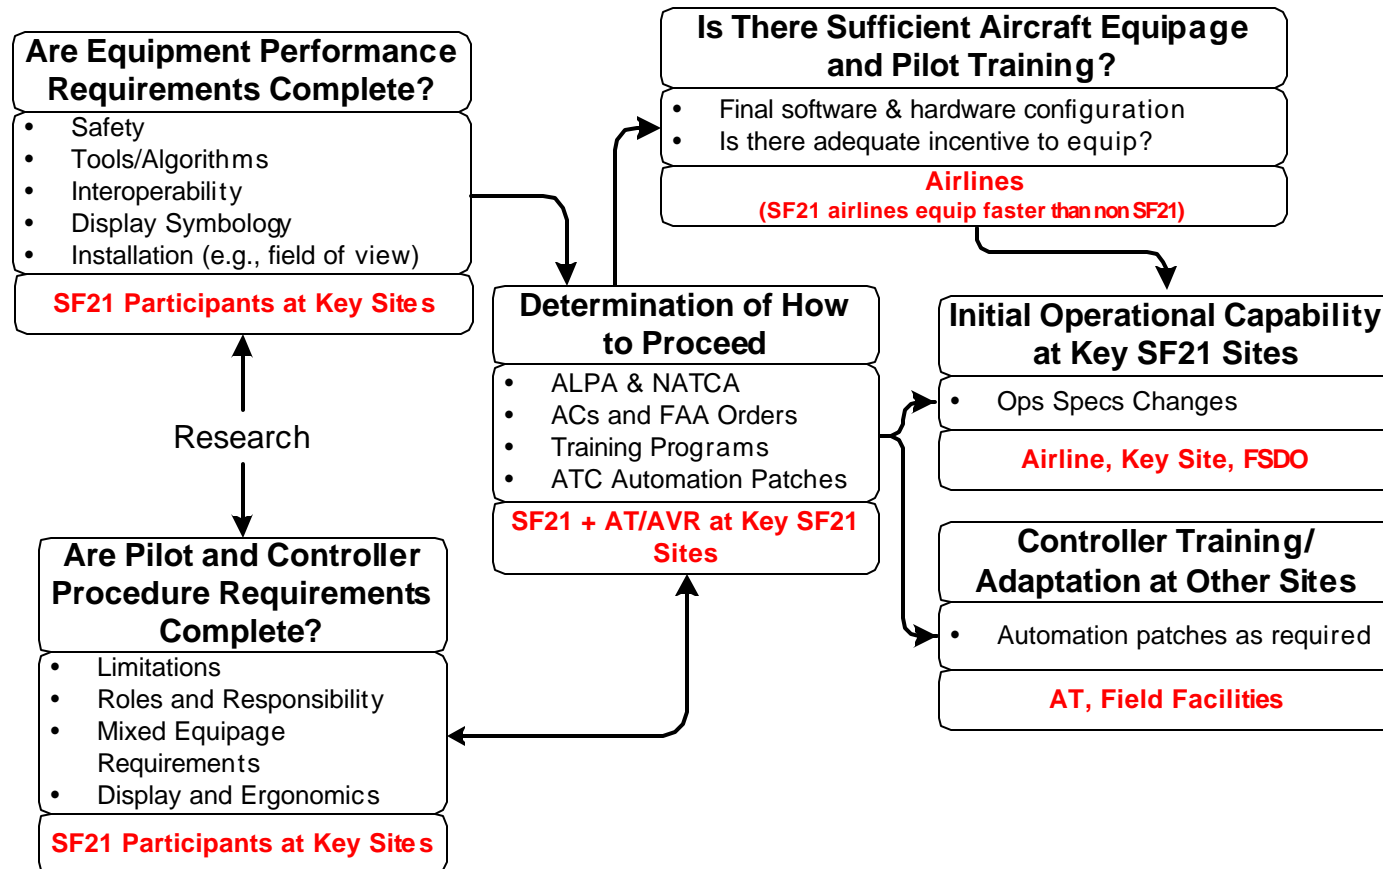 Are Equipment Performance
Requirements Complete?
• Safety
• Tools/Algorithms
• Interoperability
• Display Symbology
• Installation (e.g., field of view)
SF21 Participants at Key Sites
Research
Are Pilot and Controller
Procedure Requirements
Complete?
• Limitations
• Roles and Responsibility
• Mixed Equipage
Requirements
• Display and Ergonomics
SF21 Participants at Key Sites
Determination of How
to Proceed
• ALPA & NATCA
• ACs and FAA Orders
• Training Programs
• ATC Automation Patches
SF21 + AT/AVR at Key SF21
Sites
Is There Sufficient Aircraft Equipage
and Pilot Training?
• Final software & hardware configuration
• Is there adequate incentive to equip?
Airlines
(SF21 airlines equip faster than non SF21)
Initial Operational Capability
at Key SF21 Sites
• Ops Specs Changes
Airline, Key Site, FSDO
Controller Training/
Adaptation at Other Sites
• Automation patches as required
AT, Field Facilities